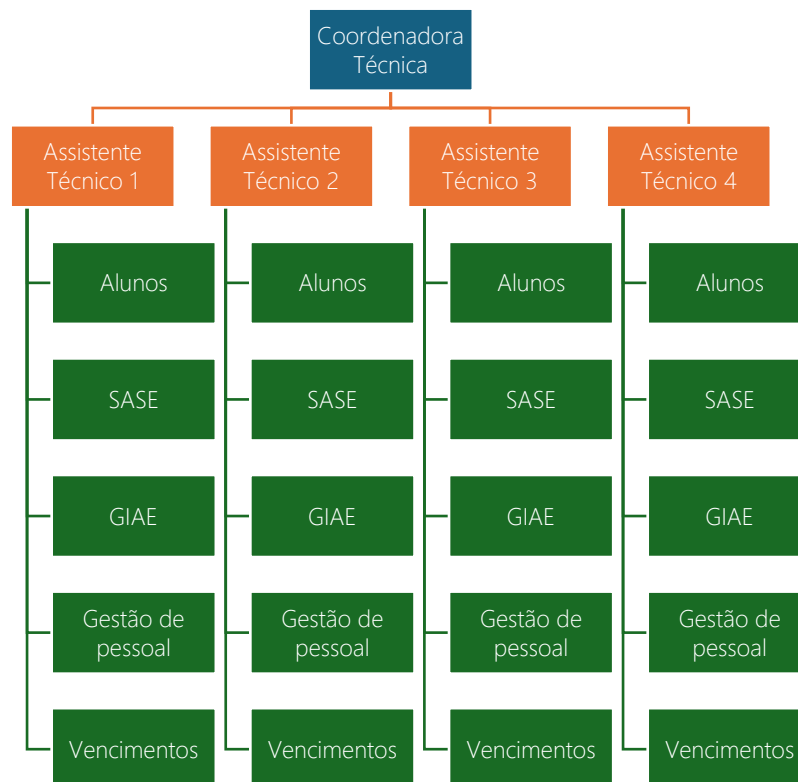 Coordenadora
Técnica
Assistente
Técnico 1
Assistente
Técnico 2
Assistente
Técnico 3
Assistente
Técnico 4
Alunos
Alunos
Alunos
Alunos
SASE
SASE
SASE
SASE
GIAE
GIAE
GIAE
GIAE
Gestão de
pessoal
Gestão de
pessoal
Gestão de
pessoal
Gestão de
pessoal
Vencimentos
Vencimentos
Vencimentos
Vencimentos